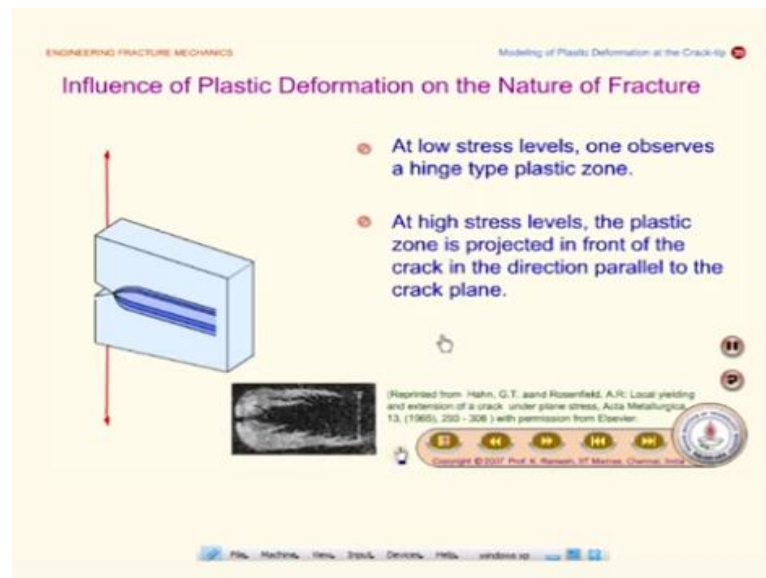 ENGINEERING FRACTURE MECHANICS
Modeling of Plastic Deformation at the Crack-tip
Influence of Plastic Deformation on the Nature of Fracture
At low stress levels, one observes
a hinge type plastic zone.
At high stress levels, the plastic
zone is projected in front of the
crack in the direction parallel to the
crack plane.
(Reprinted from Hahn, G.T. aand Rosenfield, A.R: Local yielding
and extension of a crack under plane stress, Acta Metallurgica,
13, (1965), 293 - 306 ) with permission from Elsevier.
Copyright © 2007 Prof. K. Ramesh, IIT Madras, Chennai, India
File Machine View Input Devices Help windows xp